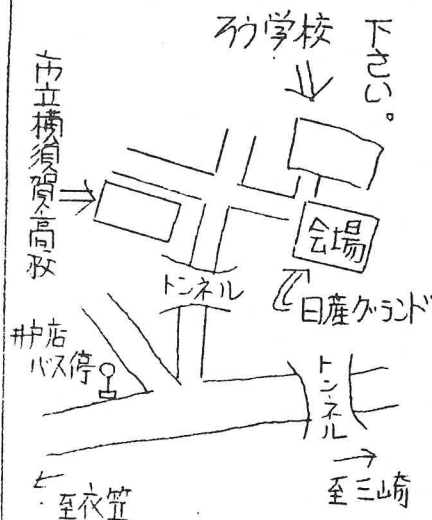 下さい。
ろう学校
市立横須賀高校
会場
日産グランド
トンネル
井戸店
バス停
トンネル
至三崎
至衣笠